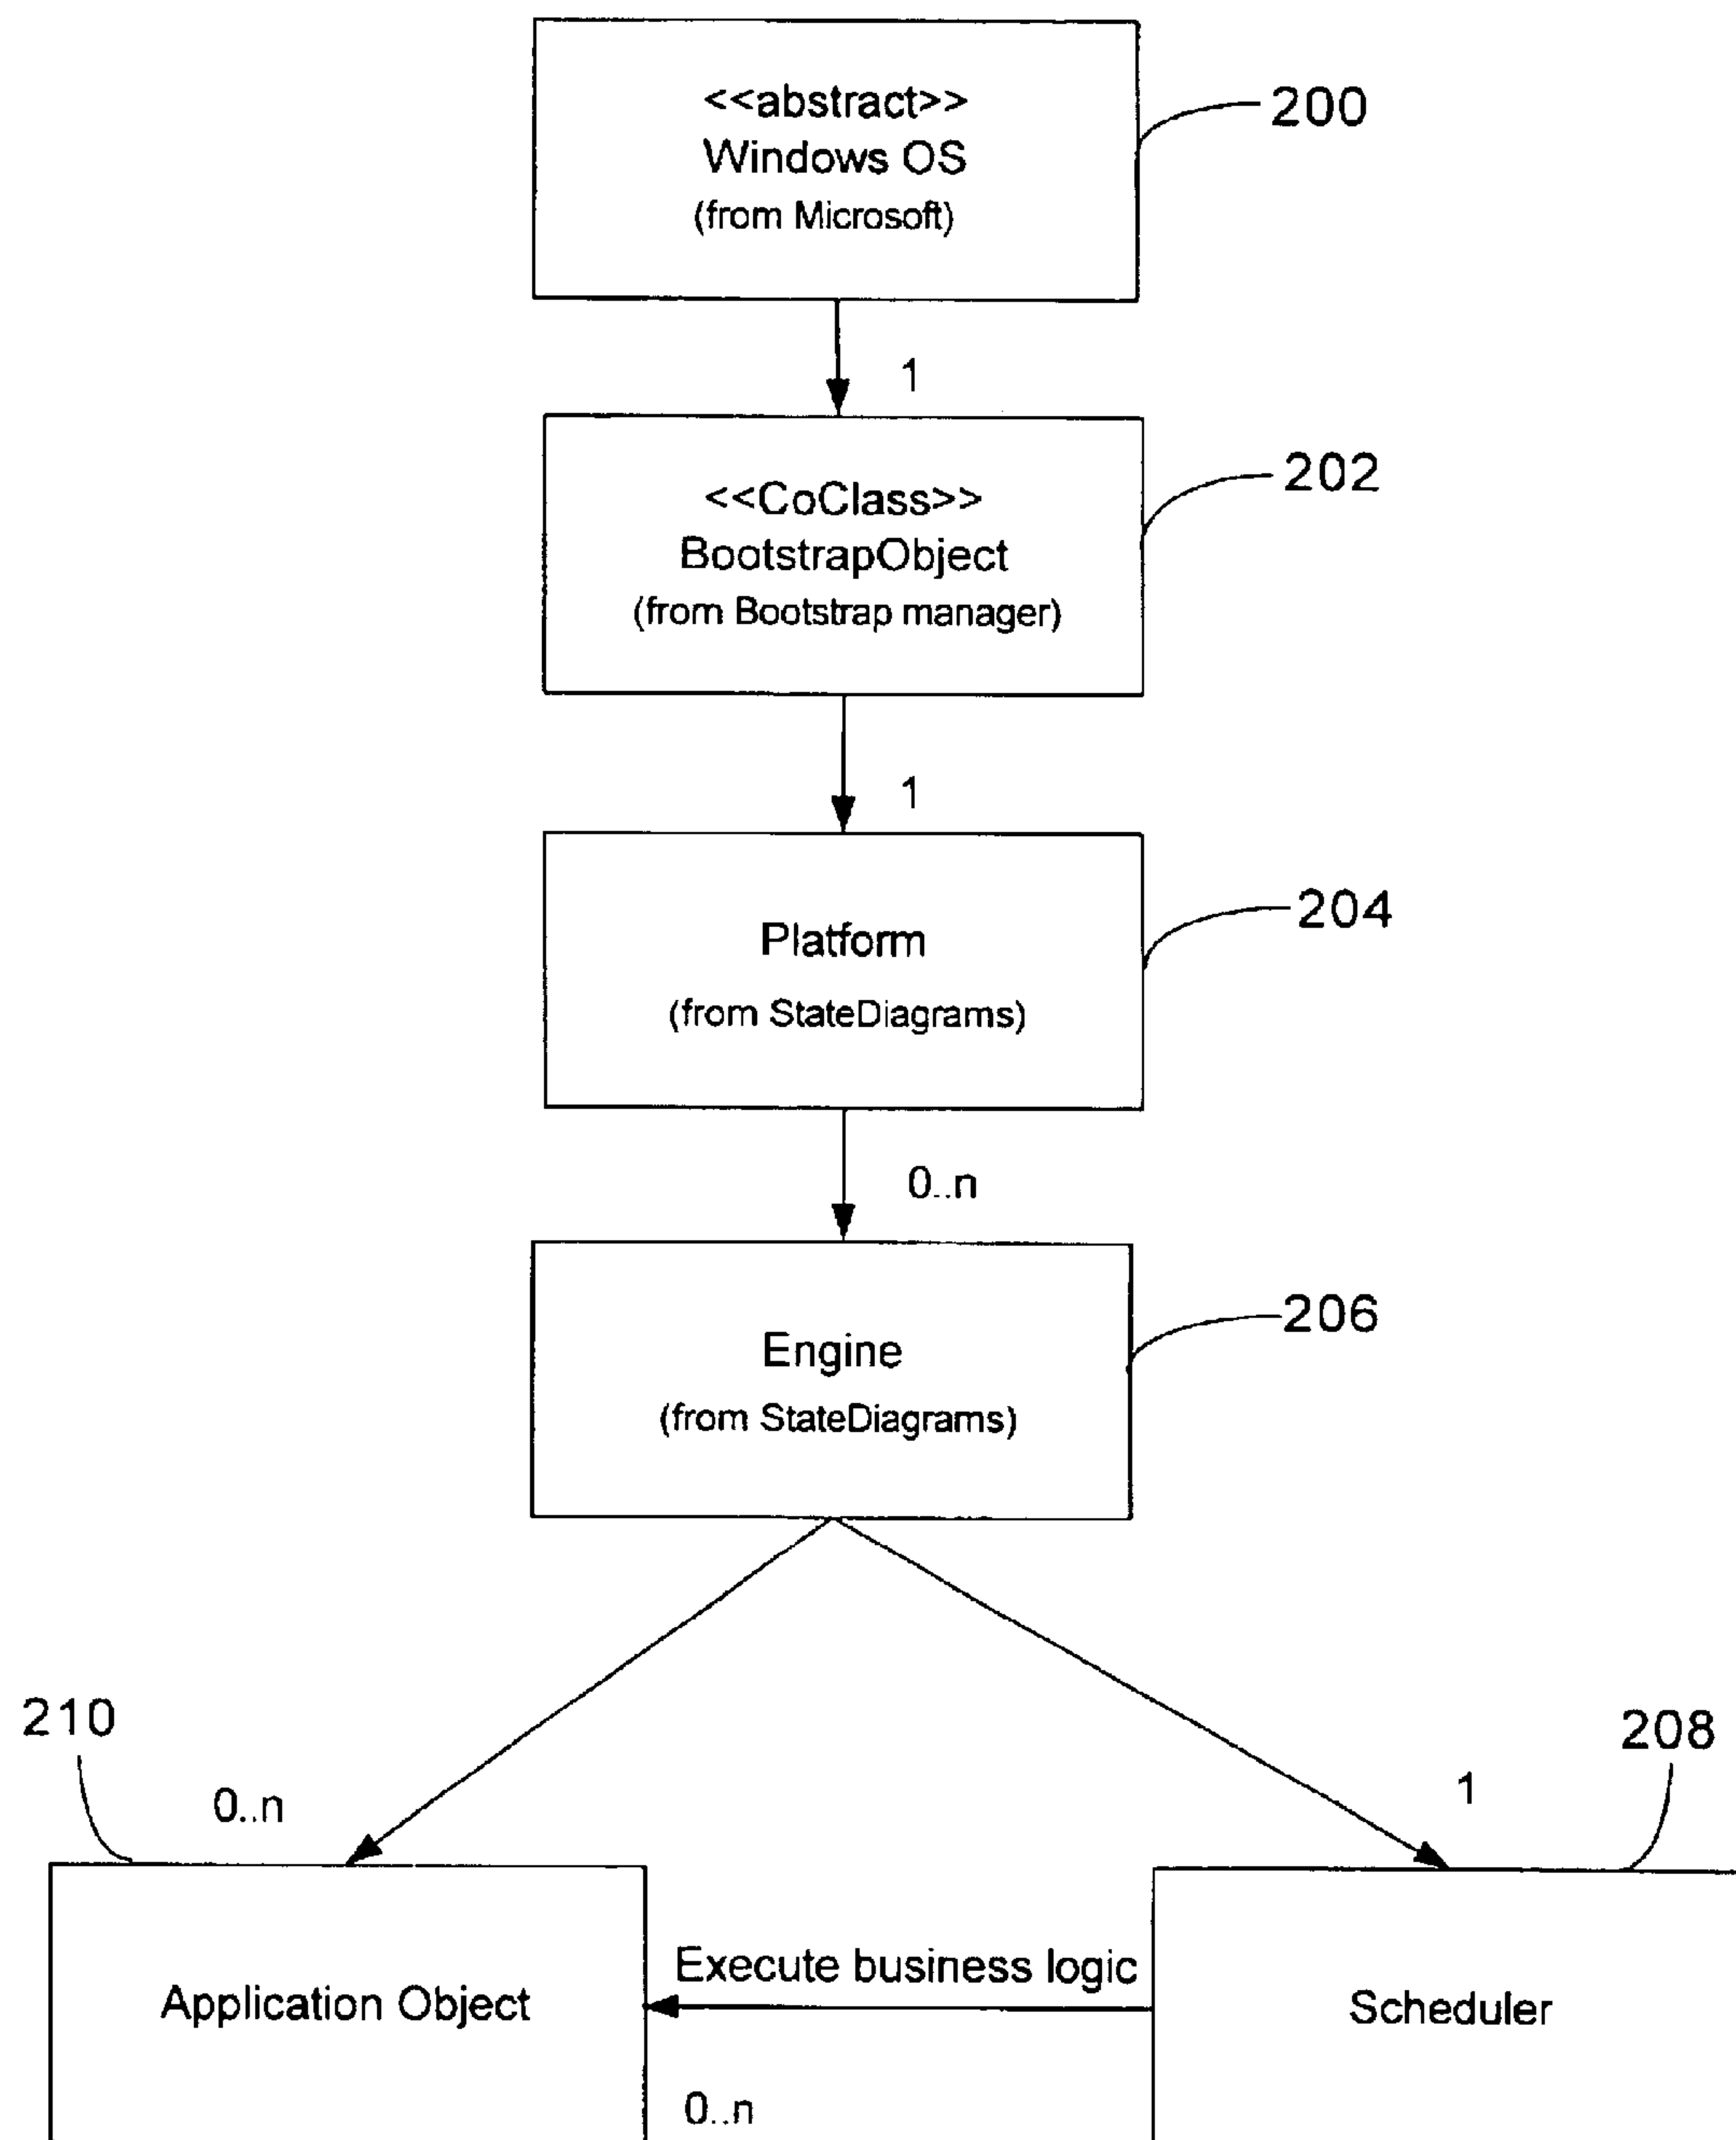 <<abstract>>
Windows OS
(from Microsoft)
200
1
<<CoClass>>
BootstrapObject
(from Bootstrap manager)
202
1
Platform
(from StateDiagrams)
204
0..n
Engine
(from StateDiagrams)
206
210
208
0..n
1
Execute business logic
Application Object
Scheduler
0..n